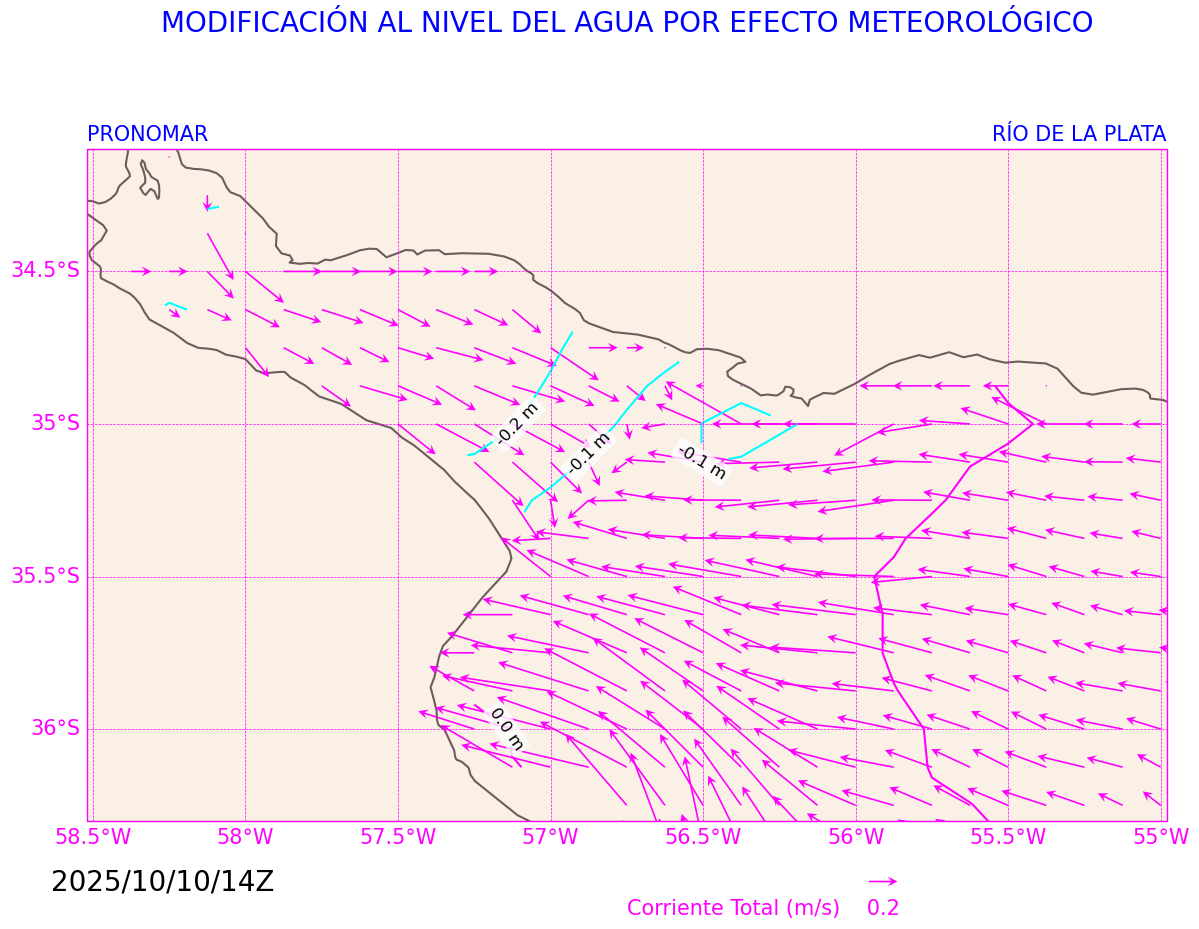 MODIFICACIÓN AL NIVEL DEL AGUA POR EFECTO METEOROLÓGICO
PRONOMAR
RÍO DE LA PLATA
34.5°S
35°S
35.5°S
36°S
-0.2 m
-0.1 m
-0.1 m
0.0 m
58.5°W 58°W 57.5°W 57°W 56.5°W 56°W 55.5°W 55°W
2025/10/10/14Z
Corriente Total (m/s) 0.2